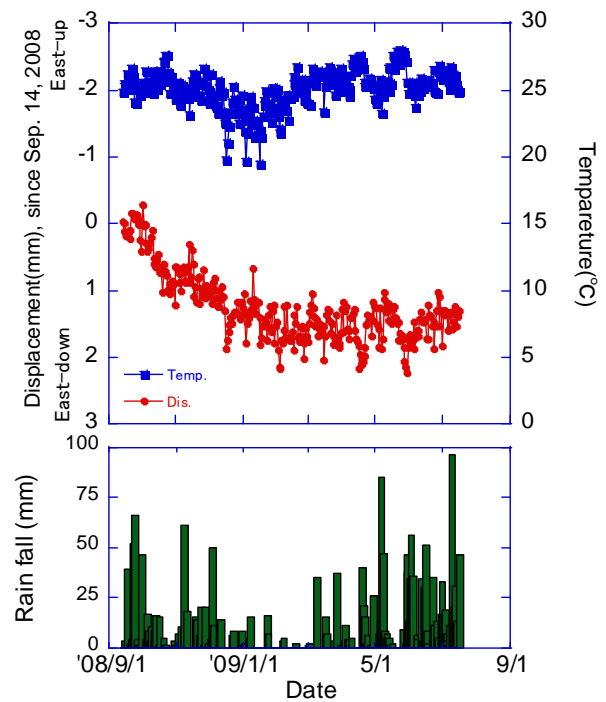 Displacement(mm), since Sep. 14, 2008
East-up
East-down
-3
-2
-1
0
1
2
3
30
25
20
15
10
5
0
Tempareture(°C)
Temp.
Dis.
Rain fall (mm)
100
75
50
25
0
'08/9/1
'09/1/1
5/1
9/1
Date